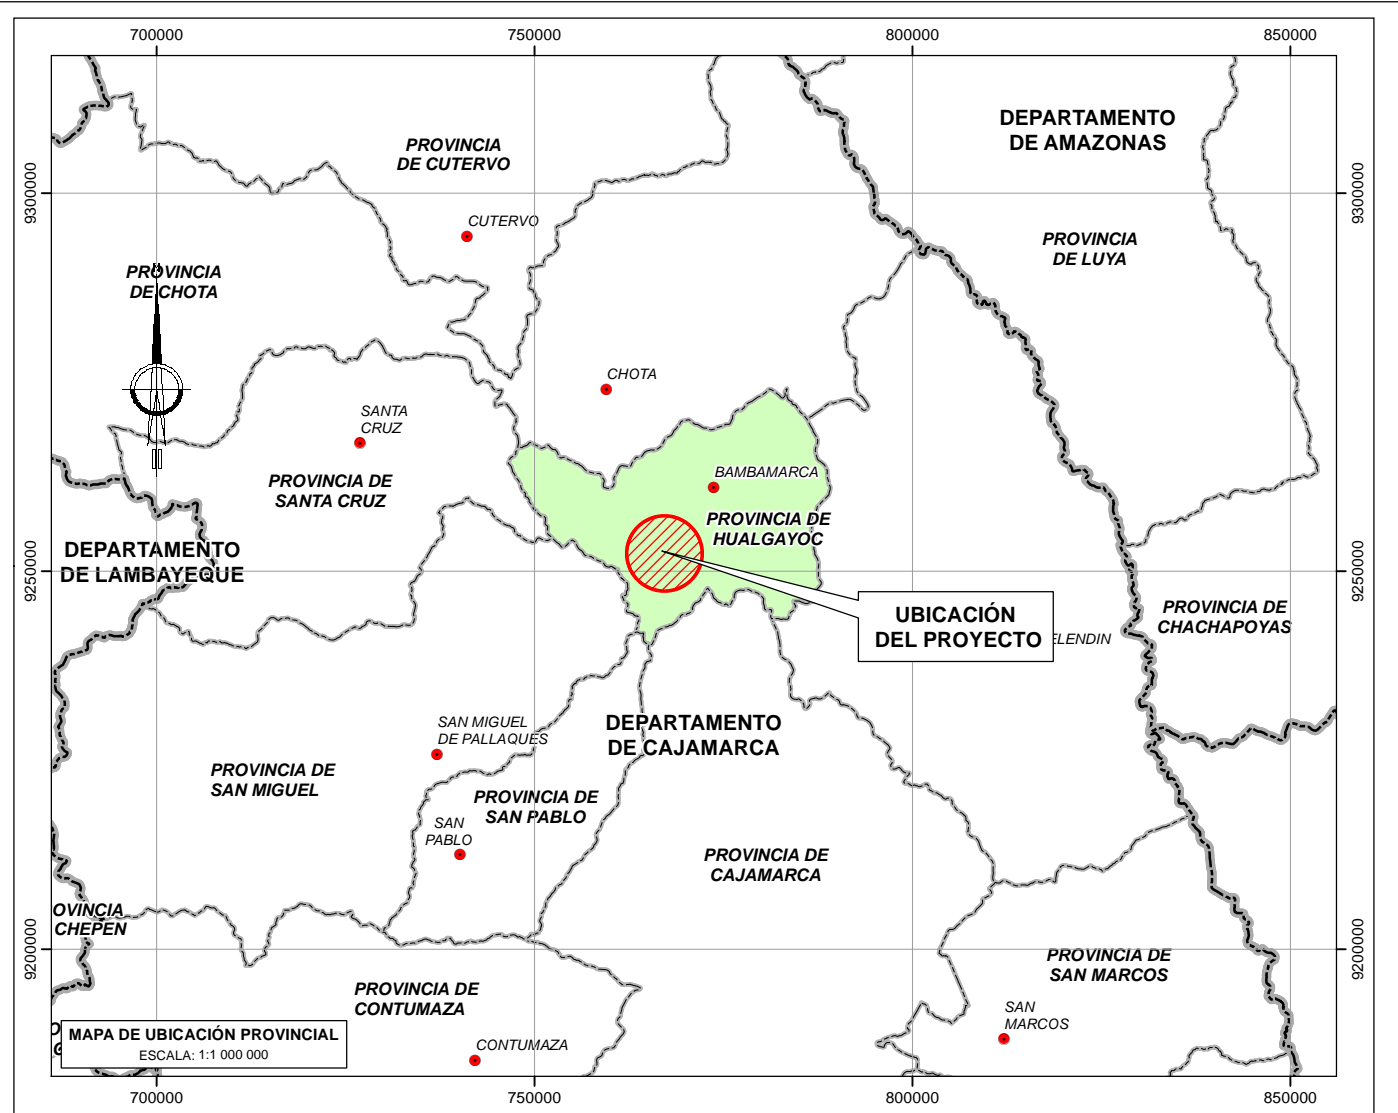 700000
750000
800000
850000
DEPARTAMENTO
DE AMAZONAS
PROVINCIA
DE CUTERVO
9300000
9300000
CUTERVO
PROVINCIA
DE LUYA
PROVINCIA
DE CHOTA
CHOTA
SANTA
CRUZ
BAMBAMARCA
PROVINCIA DE
SANTA CRUZ
PROVINCIA DE
HUALGAYOC
DEPARTAMENTO
DE LAMBAYEQUE
9250000
9250000
UBICACIÓN
DEL PROYECTO
ELENDIN
PROVINCIA DE
CHACHAPOYAS
SAN MIGUEL
DE PALLAQUES
DEPARTAMENTO
DE CAJAMARCA
PROVINCIA DE
SAN MIGUEL
PROVINCIA DE
SAN PABLO
SAN
PABLO
PROVINCIA DE
CAJAMARCA
OVINCIA
CHEPEN
9200000
9200000
PROVINCIA DE
SAN MARCOS
PROVINCIA DE
CONTUMAZA
SAN
MARCOS
CONTUMAZA
MAPA DE UBICACIÓN PROVINCIAL
ESCALA: 1:1 000 000
700000
750000
800000
850000